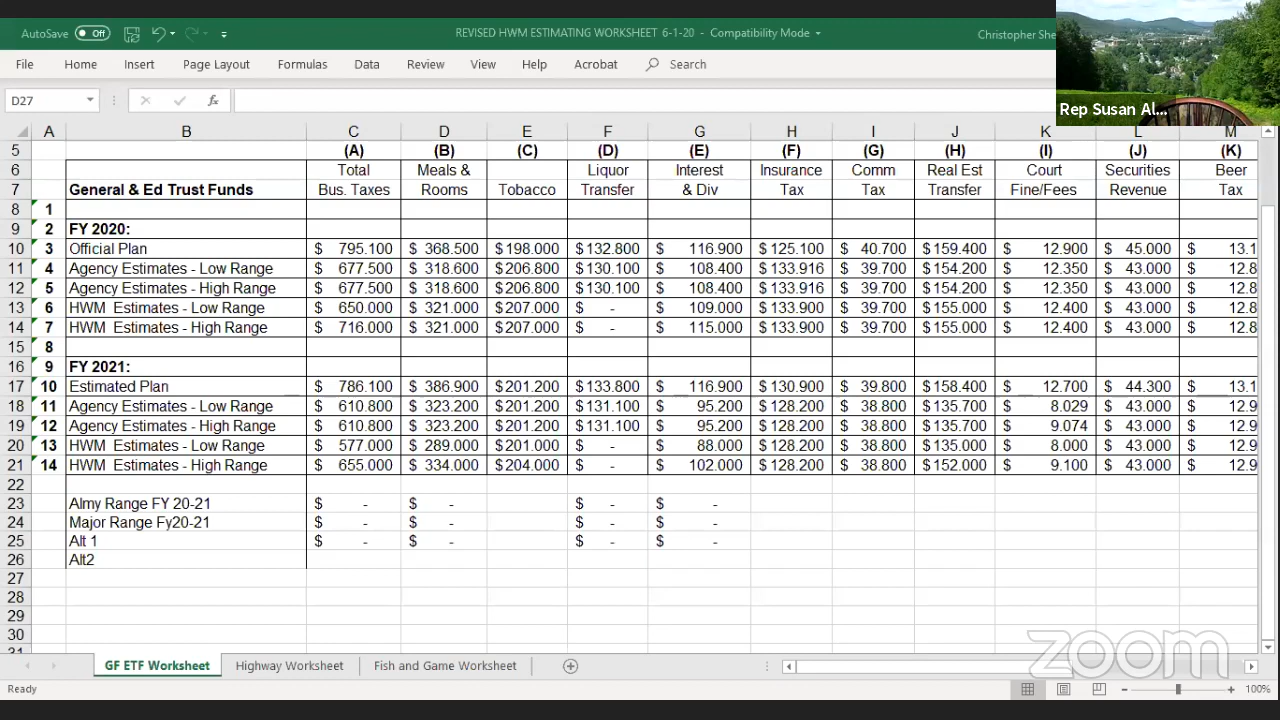 AutoSave Off REVISED HWM ESTIMATING WORKSHEET 6-1-20 - Compatibility Mode Christopher She
File Home Insert Page Layout Formulas Data Review View Help Acrobat Search
Rep Susan Al...
D27 fx
A B C D E F G H I J K L M
5 (A) (B) (C) (D) (E) (F) (G) (H) (I) (J) (K)
6 Total Meals & Liquor Interest Insurance Comm Real Est Court Securities Beer
7 General & Ed Trust Funds Bus. Taxes Rooms Tobacco Transfer & Div Tax Tax Transfer Fine/Fees Revenue Tax
8 1
9 2 FY 2020:
10 3 Official Plan $ 795.100 $ 368.500 $198.000 $132.800 $ 116.900 $125.100 $ 40.700 $159.400 $ 12.900 $ 45.000 $ 13.1
11 4 Agency Estimates - Low Range $ 677.500 $ 318.600 $206.800 $130.100 $ 108.400 $133.916 $ 39.700 $154.200 $ 12.350 $ 43.000 $ 12.8
12 5 Agency Estimates - High Range $ 677.500 $ 318.600 $206.800 $130.100 $ 108.400 $133.916 $ 39.700 $154.200 $ 12.350 $ 43.000 $ 12.8
13 6 HWM Estimates - Low Range $ 650.000 $ 321.000 $207.000 $ - $ 109.000 $133.900 $ 39.700 $155.000 $ 12.400 $ 43.000 $ 12.8
14 7 HWM Estimates - High Range $ 716.000 $ 321.000 $207.000 $ - $ 115.000 $133.900 $ 39.700 $155.000 $ 12.400 $ 43.000 $ 12.8
15 8
16 9 FY 2021:
17 10 Estimated Plan $ 786.100 $ 386.900 $201.200 $133.800 $ 116.900 $130.900 $ 39.800 $158.400 $ 12.700 $ 44.300 $ 13.1
18 11 Agency Estimates - Low Range $ 610.800 $ 323.200 $201.200 $131.100 $ 95.200 $128.200 $ 38.800 $135.700 $ 8.029 $ 43.000 $ 12.9
19 12 Agency Estimates - High Range $ 610.800 $ 323.200 $201.200 $131.100 $ 95.200 $128.200 $ 38.800 $135.700 $ 9.074 $ 43.000 $ 12.9
20 13 HWM Estimates - Low Range $ 577.000 $ 289.000 $201.000 $ - $ 88.000 $128.200 $ 38.800 $135.000 $ 8.000 $ 43.000 $ 12.9
21 14 HWM Estimates - High Range $ 655.000 $ 334.000 $204.000 $ - $ 102.000 $128.200 $ 38.800 $152.000 $ 9.100 $ 43.000 $ 12.9
22
23 Almy Range FY 20-21 $ - $ - $ - $ -
24 Major Range Fy20-21 $ - $ - $ - $ -
25 Alt 1 $ - $ - $ - $ -
26 Alt2
27
28
29
30
31
zoom
GF ETF Worksheet Highway Worksheet Fish and Game Worksheet
Ready 100%